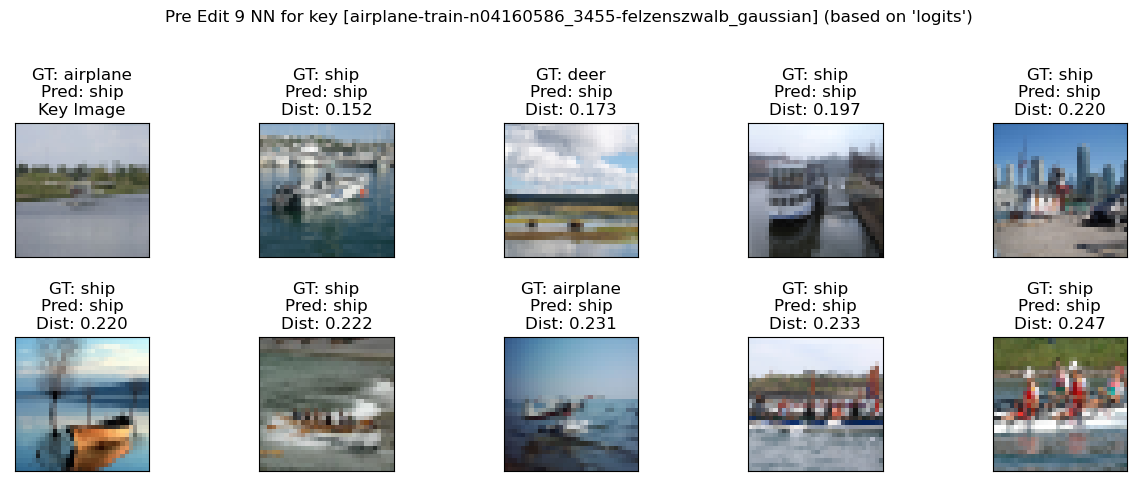 Pre Edit 9 NN for key [airplane-train-n04160586_3455-felzenszwalb_gaussian] (based on 'logits')
GT: airplane
Pred: ship
Key Image
GT: ship
Pred: ship
Dist: 0.152
GT: deer
Pred: ship
Dist: 0.173
GT: ship
Pred: ship
Dist: 0.197
GT: ship
Pred: ship
Dist: 0.220
GT: ship
Pred: ship
Dist: 0.220
GT: ship
Pred: ship
Dist: 0.222
GT: airplane
Pred: ship
Dist: 0.231
GT: ship
Pred: ship
Dist: 0.233
GT: ship
Pred: ship
Dist: 0.247